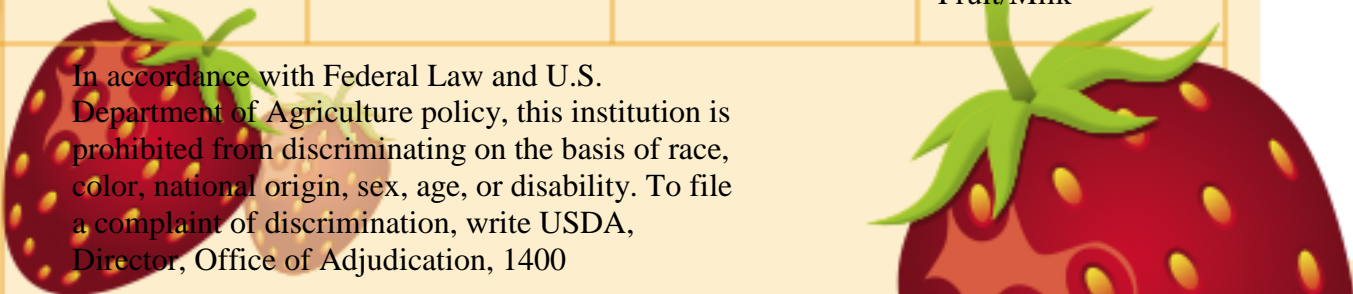 Fruit/Milk
In accordance with Federal Law and U.S.
Department of Agriculture policy, this institution is
prohibited from discriminating on the basis of race,
color, national origin, sex, age, or disability. To file
a complaint of discrimination, write USDA,
Director, Office of Adjudication, 1400